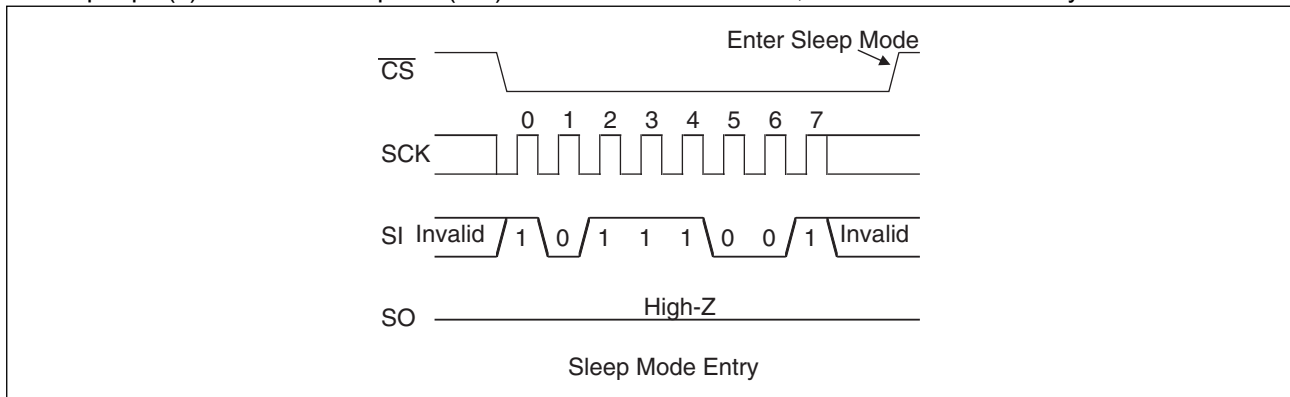 Enter Sleep Mode
CS
0 1 2 3 4 5 6 7
SCK
SI Invalid 1 0 1 1 1 0 0 1 Invalid
High-Z
SO
Sleep Mode Entry